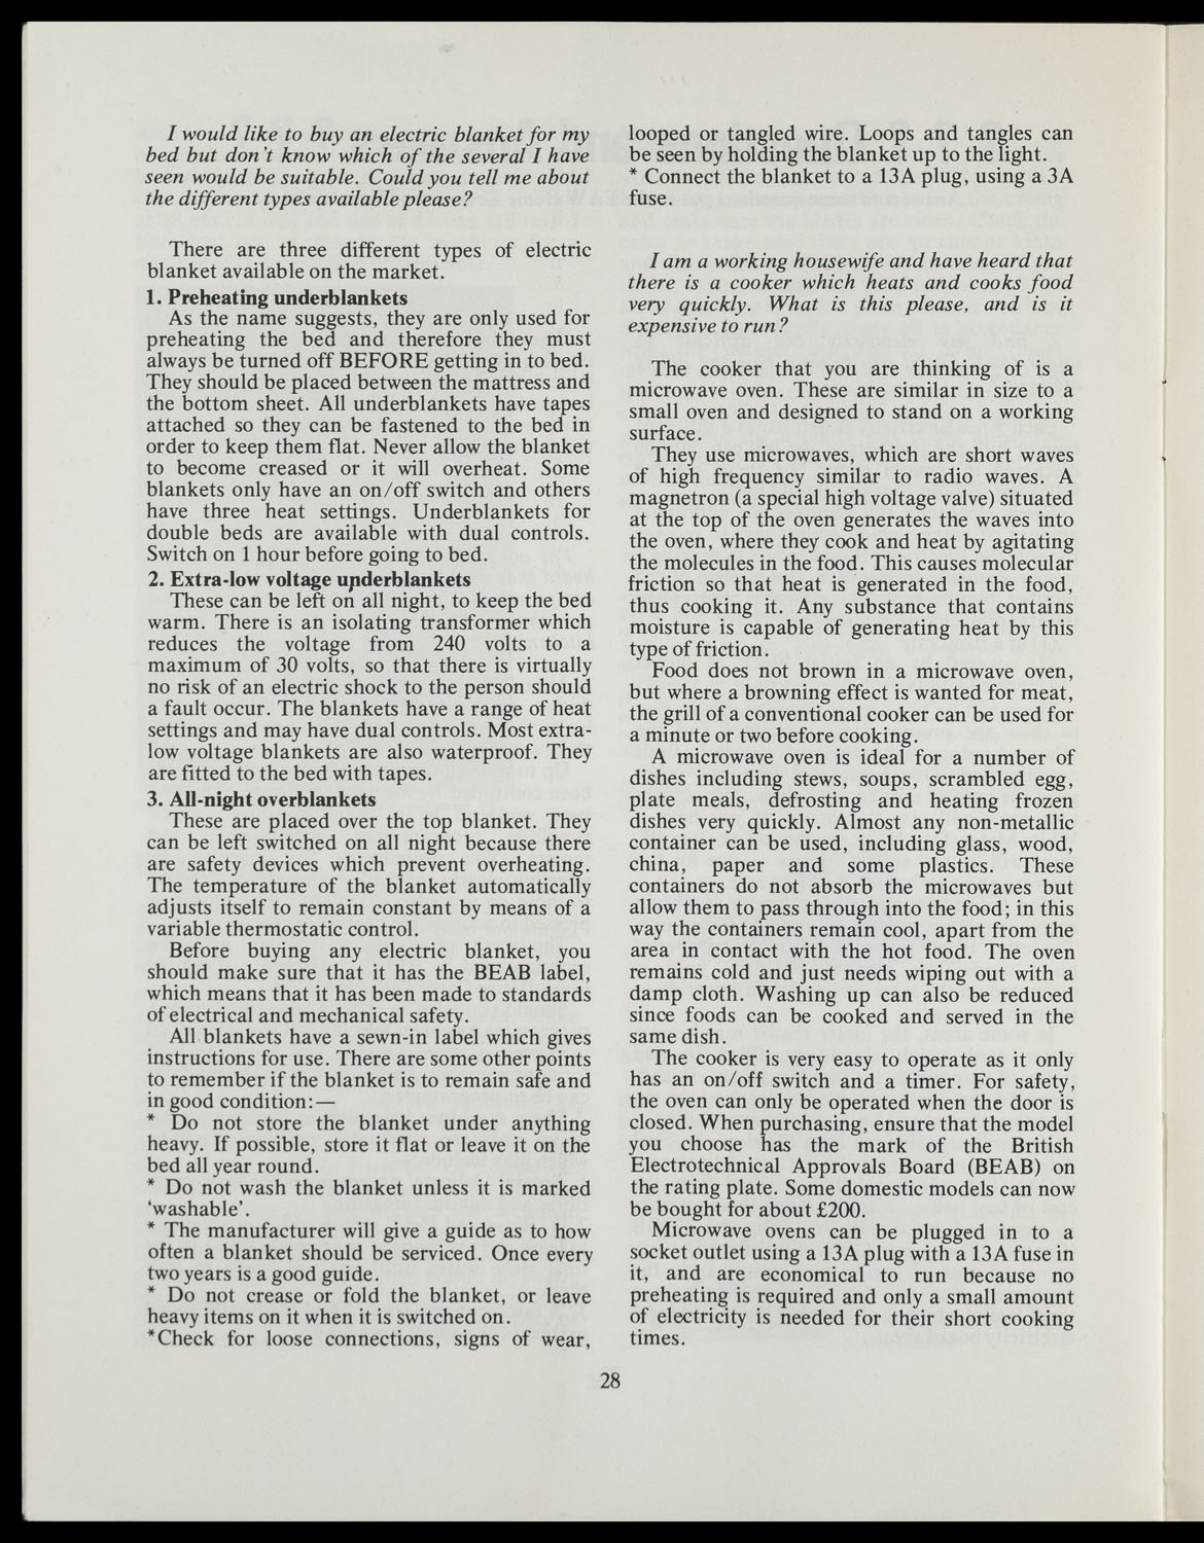 I would like to buy an electric blanket for my
bed but don't know which of the several I have
seen would be suitable. Could you tell me about
the different types available please?
There are three different types of electric
blanket available on the market.
1. Preheating underblankets
As the name suggests, they are only used for
preheating the bed and therefore they must
always be turned off BEFORE getting in to bed.
They should be placed between the mattress and
the bottom sheet. All underblankets have tapes
attached so they can be fastened to the bed in
order to keep them flat. Never allow the blanket
to become creased or it will overheat. Some
blankets only have an on/off switch and others
have three heat settings. Underblankets for
double beds are available with dual controls.
Switch on 1 hour before going to bed.
2. Extra-low voltage underblankets
These can be left on all night, to keep the bed
warm. There is an isolating transformer which
reduces the voltage from 240 volts to a
maximum of 30 volts, so that there is virtually
no risk of an electric shock to the person should
a fault occur. The blankets have a range of heat
settings and may have dual controls. Most extra-
low voltage blankets are also waterproof. They
are fitted to the bed with tapes.
3. All-night overblankets
These are placed over the top blanket. They
can be left switched on all night because there
are safety devices which prevent overheating.
The temperature of the blanket automatically
adjusts itself to remain constant by means of a
variable thermostatic control.
Before buying any electric blanket, you
should make sure that it has the BEAB label,
which means that it has been made to standards
of electrical and mechanical safety.
All blankets have a sewn-in label which gives
instructions for use. There are some other points
to remember if the blanket is to remain safe and
in good condition:—
* Do not store the blanket under anything
heavy. If possible, store it flat or leave it on the
bed all year round.
* Do not wash the blanket unless it is marked
'washable'.
* The manufacturer will give a guide as to how
often a blanket should be serviced. Once every
two years is a good guide.
* Do not crease or fold the blanket, or leave
heavy items on it when it is switched on.
*Check for loose connections, signs of wear,
looped or tangled wire. Loops and tangles can
be seen by holding the blanket up to the light.
* Connect the blanket to a 13A plug, using a 3A
fuse.
I am a working housewife and have heard that
there is a cooker which heats and cooks food
very quickly. What is this please, and is it
expensive to run?
The cooker that you are thinking of is a
microwave oven. These are similar in size to a
small oven and designed to stand on a working
surface.
They use microwaves, which are short waves
of high frequency similar to radio waves. A
magnetron (a special high voltage valve) situated
at the top of the oven generates the waves into
the oven, where they cook and heat by agitating
the molecules in the food. This causes molecular
friction so that heat is generated in the food,
thus cooking it. Any substance that contains
moisture is capable of generating heat by this
type of friction.
Food does not brown in a microwave oven,
but where a browning effect is wanted for meat,
the grill of a conventional cooker can be used for
a minute or two before cooking.
A microwave oven is ideal for a number of
dishes including stews, soups, scrambled egg,
plate meals, defrosting and heating frozen
dishes very quickly. Almost any non-metallic
container can be used, including glass, wood,
china, paper and some plastics. These
containers do not absorb the microwaves but
allow them to pass through into the food; in this
way the containers remain cool, apart from the
area in contact with the hot food. The oven
remains cold and just needs wiping out with a
damp cloth. Washing up can also be reduced
since foods can be cooked and served in the
same dish.
The cooker is very easy to operate as it only
has an on/off switch and a timer. For safety,
the oven can only be operated when the door is
closed. When purchasing, ensure that the model
you choose has the mark of the British
Electrotechnical Approvals Board (BEAB) on
the rating plate. Some domestic models can now
be bought for about £200.
Microwave ovens can be plugged in to a
socket outlet using a 13A plug with a 13A fuse in
it, and are economical to run because no
preheating is required and only a small amount
of electricity is needed for their short cooking
times.
28